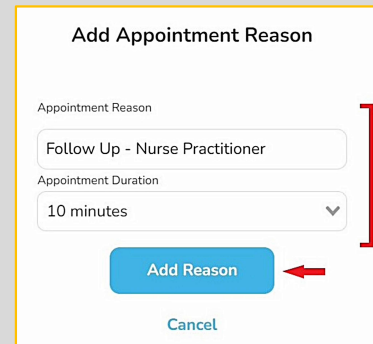 Add Appointment Reason
Appointment Reason
Follow Up - Nurse Practitioner
Appointment Duration
10 minutes
Add Reason
Cancel